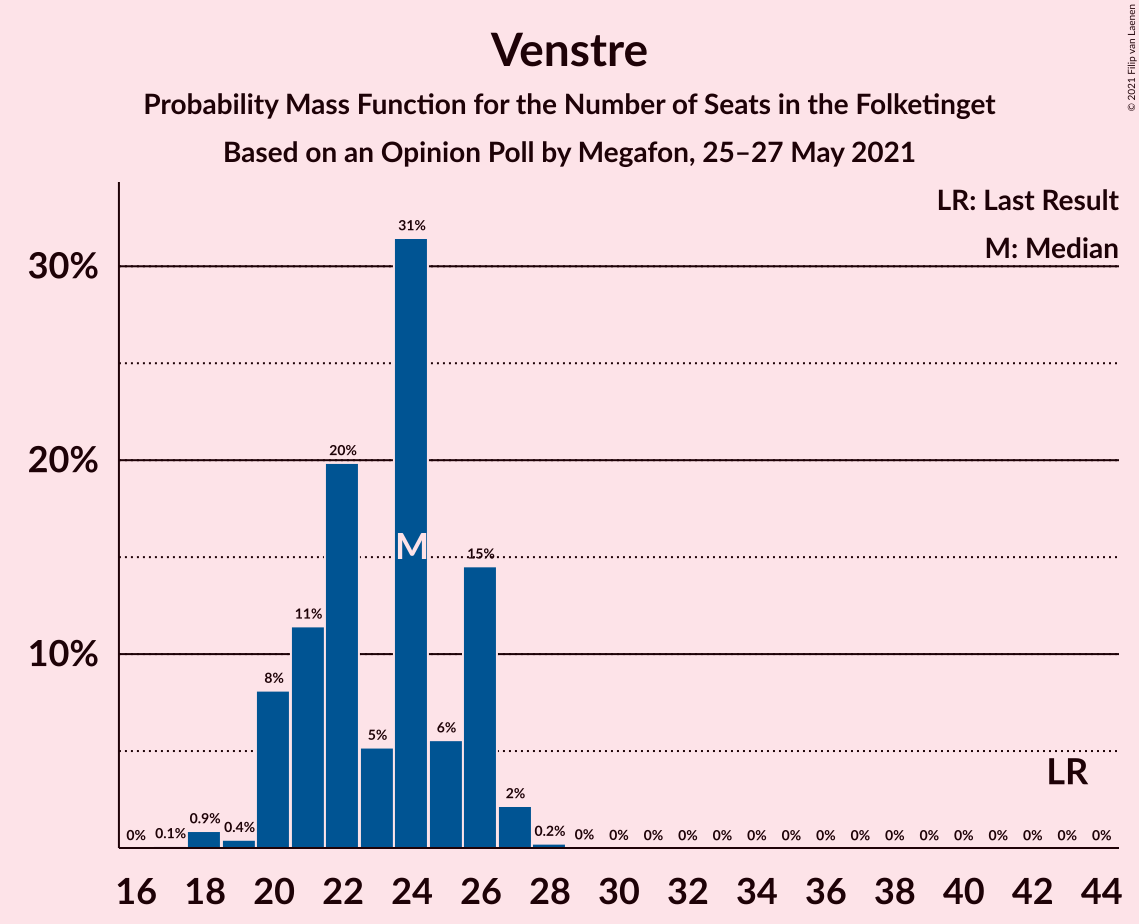 Venstre
Probability Mass Function for the Number of Seats in the Folketinget
Based on an Opinion Poll by Megafon, 25–27 May 2021
© 2021 Filip van Laenen
LR: Last Result
M: Median
30%
20%
10%
0% 0.1% 0.9% 0.4% 8% 11% 20% 5% 31% 6% 15% 2% 0.2% 0% 0% 0% 0% 0% 0% 0% 0% 0% 0% 0% 0% 0% 0% 0% 0%
M
LR
16 18 20 22 24 26 28 30 32 34 36 38 40 42 44